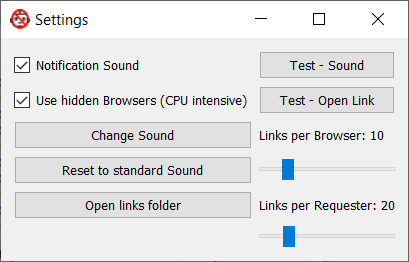 Settings
Notification Sound
Test - Sound
Use hidden Browsers (CPU intensive)
Test - Open Link
Change Sound
Links per Browser: 10
Reset to standard Sound
Open links folder
Links per Requester: 20